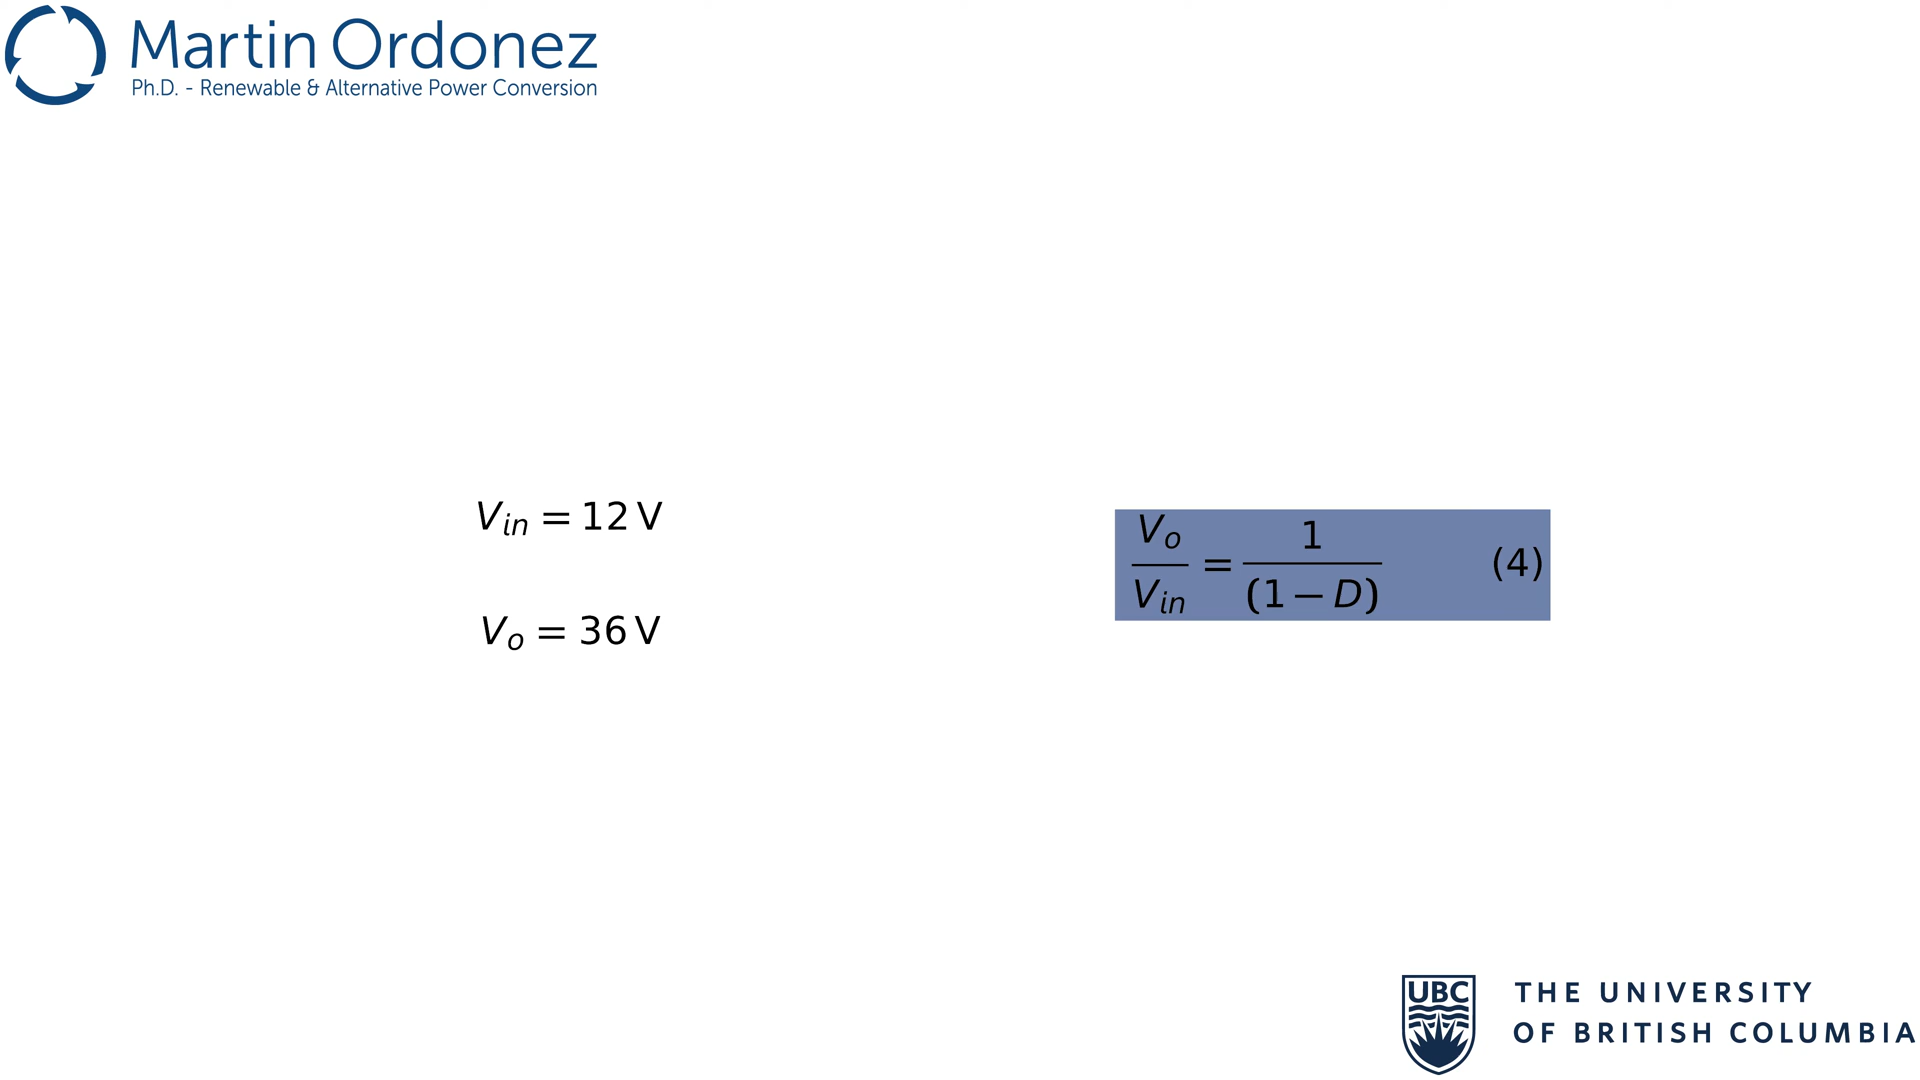 Martin Ordonez
Ph.D. - Renewable & Alternative Power Conversion
V_in = 12 V
V_o = 36 V
V_o/V_in = 1/(1 − D) (4)
UBC
THE UNIVERSITY
OF BRITISH COLUMBIA